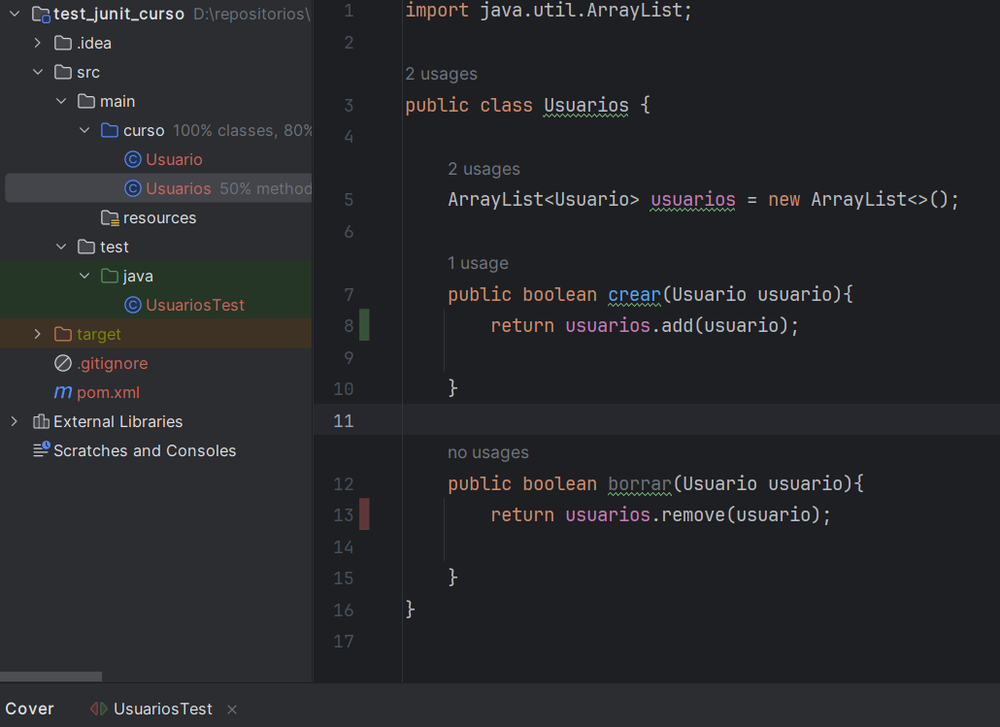 test_junit_curso D:\repositorios\
.idea
src
main
curso 100% classes, 80%
Usuario
Usuarios 50% method
resources
test
java
UsuariosTest
target
.gitignore
pom.xml
External Libraries
Scratches and Consoles
1 import java.util.ArrayList;
2
2 usages
3 public class Usuarios {
4
2 usages
5 ArrayList<Usuario> usuarios = new ArrayList<>();
6
1 usage
7 public boolean crear(Usuario usuario){
8 return usuarios.add(usuario);
9
10 }
11
no usages
12 public boolean borrar(Usuario usuario){
13 return usuarios.remove(usuario);
14
15 }
16 }
17
Cover UsuariosTest